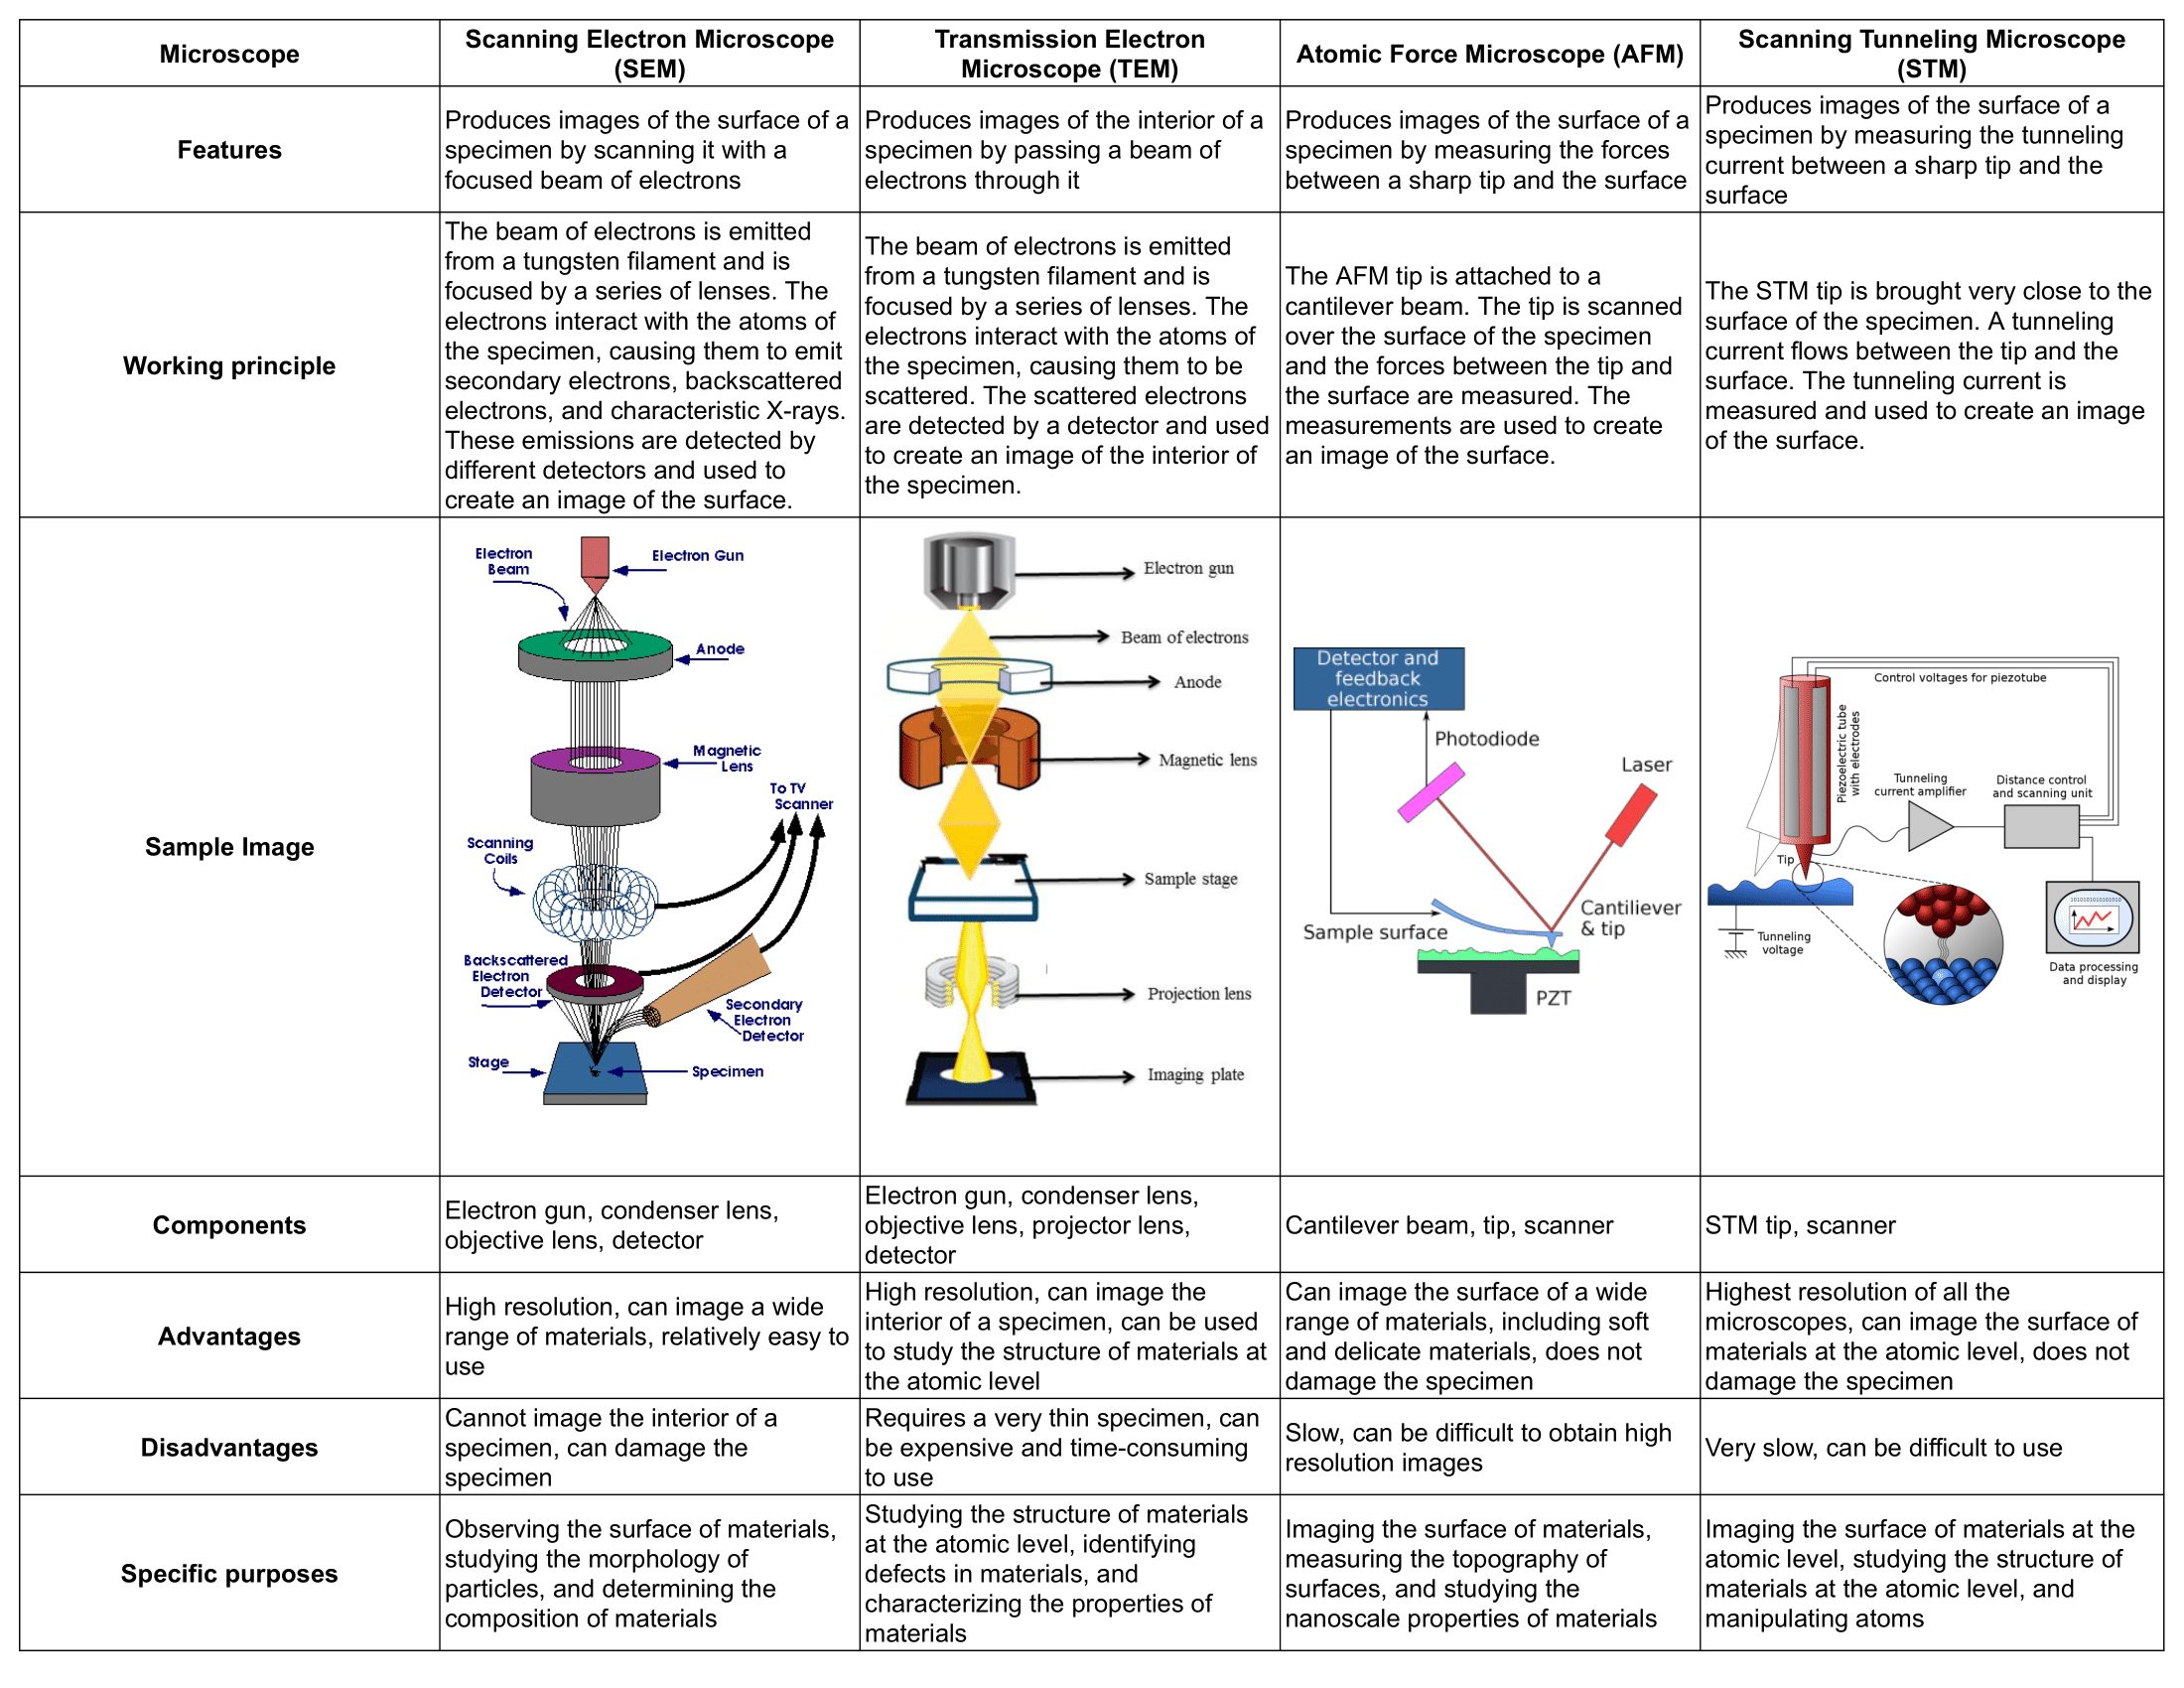 Microscope
Scanning Electron Microscope
(SEM)
Transmission Electron
Microscope (TEM)
Atomic Force Microscope (AFM)
Scanning Tunneling Microscope
(STM)
Features
Produces images of the surface of a
specimen by scanning it with a
focused beam of electrons
Produces images of the interior of a
specimen by passing a beam of
electrons through it
Produces images of the surface of a
specimen by measuring the forces
between a sharp tip and the surface
Produces images of the surface of a
specimen by measuring the tunneling
current between a sharp tip and the
surface
Working principle
The beam of electrons is emitted
from a tungsten filament and is
focused by a series of lenses. The
electrons interact with the atoms of
the specimen, causing them to emit
secondary electrons, backscattered
electrons, and characteristic X-rays.
These emissions are detected by
different detectors and used to
create an image of the surface.
The beam of electrons is emitted
from a tungsten filament and is
focused by a series of lenses. The
electrons interact with the atoms of
the specimen, causing them to be
scattered. The scattered electrons
are detected by a detector and used
to create an image of the interior of
the specimen.
The AFM tip is attached to a
cantilever beam. The tip is scanned
over the surface of the specimen
and the forces between the tip and
the surface are measured. The
measurements are used to create
an image of the surface.
The STM tip is brought very close to the
surface of the specimen. A tunneling
current flows between the tip and the
surface. The tunneling current is
measured and used to create an image
of the surface.
Sample Image
Electron
Beam
Electron Gun
Anode
Magnetic
Lens
To TV
Scanner
Scanning
Coils
Backscattered
Electron
Detector
Secondary
Electron
Detector
Stage
Specimen
Electron gun
Beam of electrons
Anode
Magnetic lens
Sample stage
Projection lens
Imaging plate
Detector and
feedback
electronics
Photodiode
Laser
Cantiliever
& tip
Sample surface
PZT
Control voltages for piezotube
Piezoelectric tube
with electrodes
Tunneling
current amplifier
Distance control
and scanning unit
Tip
Tunneling
voltage
Data processing
and display
Components
Electron gun, condenser lens,
objective lens, detector
Electron gun, condenser lens,
objective lens, projector lens,
detector
Cantilever beam, tip, scanner
STM tip, scanner
Advantages
High resolution, can image a wide
range of materials, relatively easy to
use
High resolution, can image the
interior of a specimen, can be used
to study the structure of materials at
the atomic level
Can image the surface of a wide
range of materials, including soft
and delicate materials, does not
damage the specimen
Highest resolution of all the
microscopes, can image the surface of
materials at the atomic level, does not
damage the specimen
Disadvantages
Cannot image the interior of a
specimen, can damage the
specimen
Requires a very thin specimen, can
be expensive and time-consuming
to use
Slow, can be difficult to obtain high
resolution images
Very slow, can be difficult to use
Specific purposes
Observing the surface of materials,
studying the morphology of
particles, and determining the
composition of materials
Studying the structure of materials
at the atomic level, identifying
defects in materials, and
characterizing the properties of
materials
Imaging the surface of materials,
measuring the topography of
surfaces, and studying the
nanoscale properties of materials
Imaging the surface of materials at the
atomic level, studying the structure of
materials at the atomic level, and
manipulating atoms